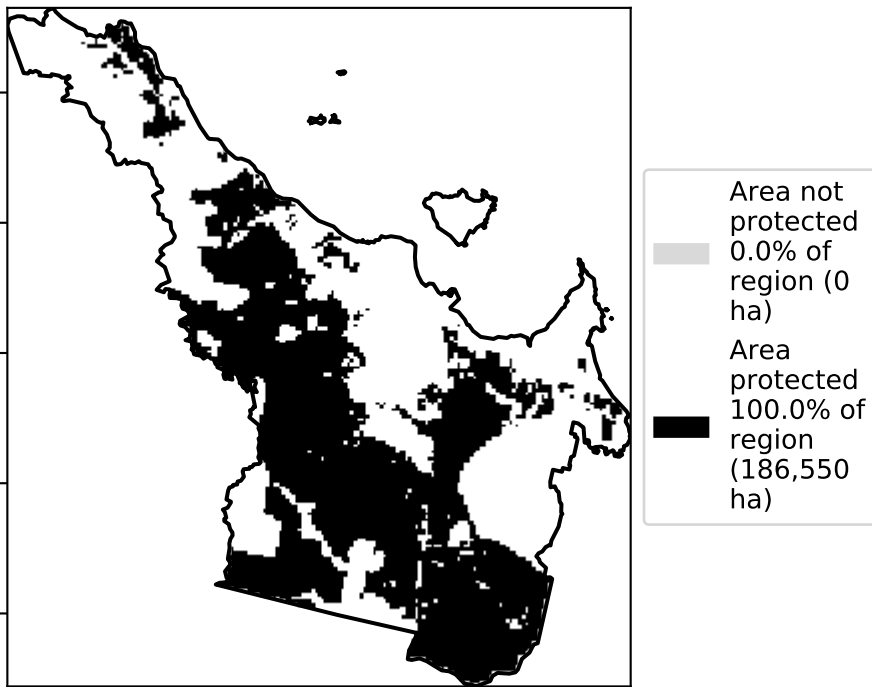 Area not
protected
0.0% of
region (0
ha)
Area
protected
100.0% of
region
(186,550
ha)